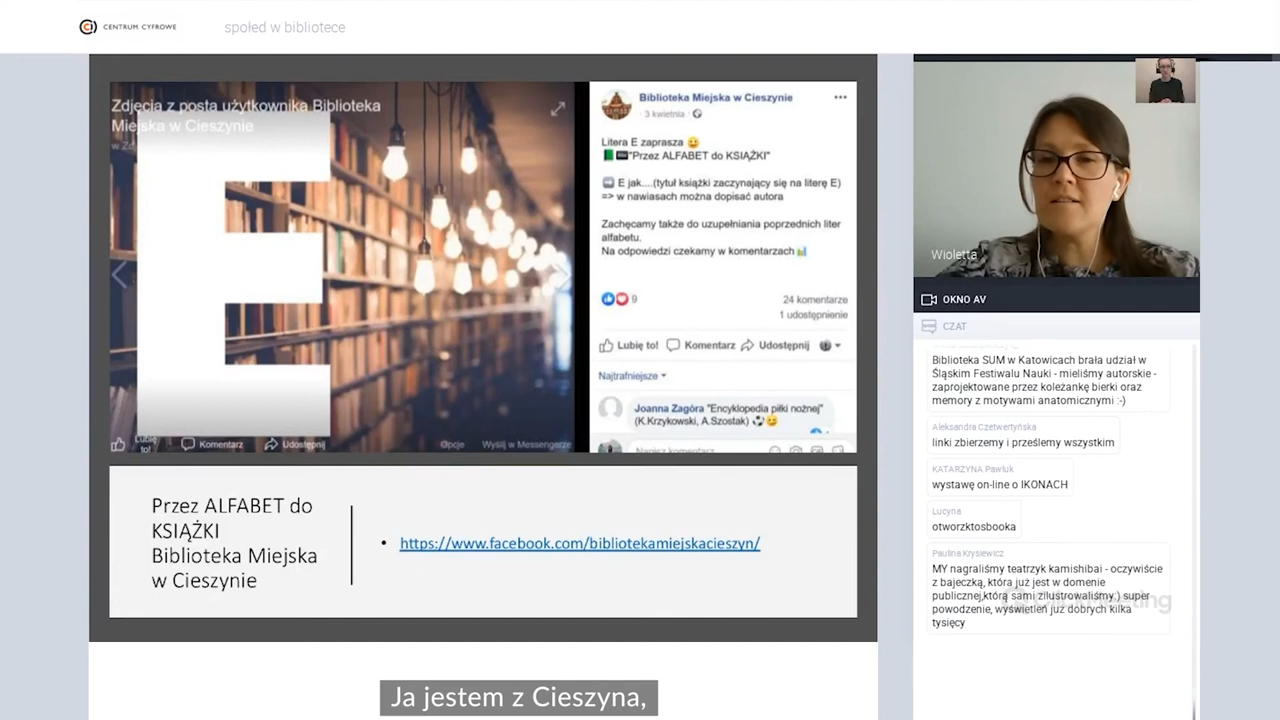 CENTRUM CYFROWE
społed w bibliotece
Zdjęcia z posta użytkownika Biblioteka
Miejska w Cieszynie
E
Lubię
to!
Komentarz
Udostępnij
Opcje
Wyślij w Messengerze
Biblioteka Miejska w Cieszynie
3 kwietnia
Litera E zaprasza
"Przez ALFABET do KSIĄŻKI"
E jak....(tytuł książki zaczynający się na literę E)
=> w nawiasach można dopisać autora
Zachęcamy także do uzupełniania poprzednich liter
alfabetu.
Na odpowiedzi czekamy w komentarzach
9
24 komentarze
1 udostępnienie
Lubię to!
Komentarz
Udostępnij
Najtrafniejsze
Joanna Zagóra "Encyklopedia piłki nożnej"
(K.Krzykowski, A.Szostak)
Napisz komentarz...
Przez ALFABET do
KSIĄŻKI
Biblioteka Miejska
w Cieszynie
• https://www.facebook.com/bibliotekamiejskacieszyn/
Ja jestem z Cieszyna,
Wioletta
OKNO AV
CZAT
Biblioteka SUM w Katowicach brała udział w
Śląskim Festiwalu Nauki - mieliśmy autorskie -
zaprojektowane przez koleżankę bierki oraz
memory z motywami anatomicznymi :-)
Aleksandra Czetwertyńska
linki zbierzemy i prześlemy wszystkim
KATARZYNA Pawluk
wystawę on-line o IKONACH
Lucyna
otworzktosbooka
Paulina Krysiewicz
MY nagraliśmy teatrzyk kamishibai - oczywiście
z bajeczką, która już jest w domenie
publicznej,którą sami zilustrowaliśmy:) super
powodzenie, wyświetleń już dobrych kilka
tysięcy